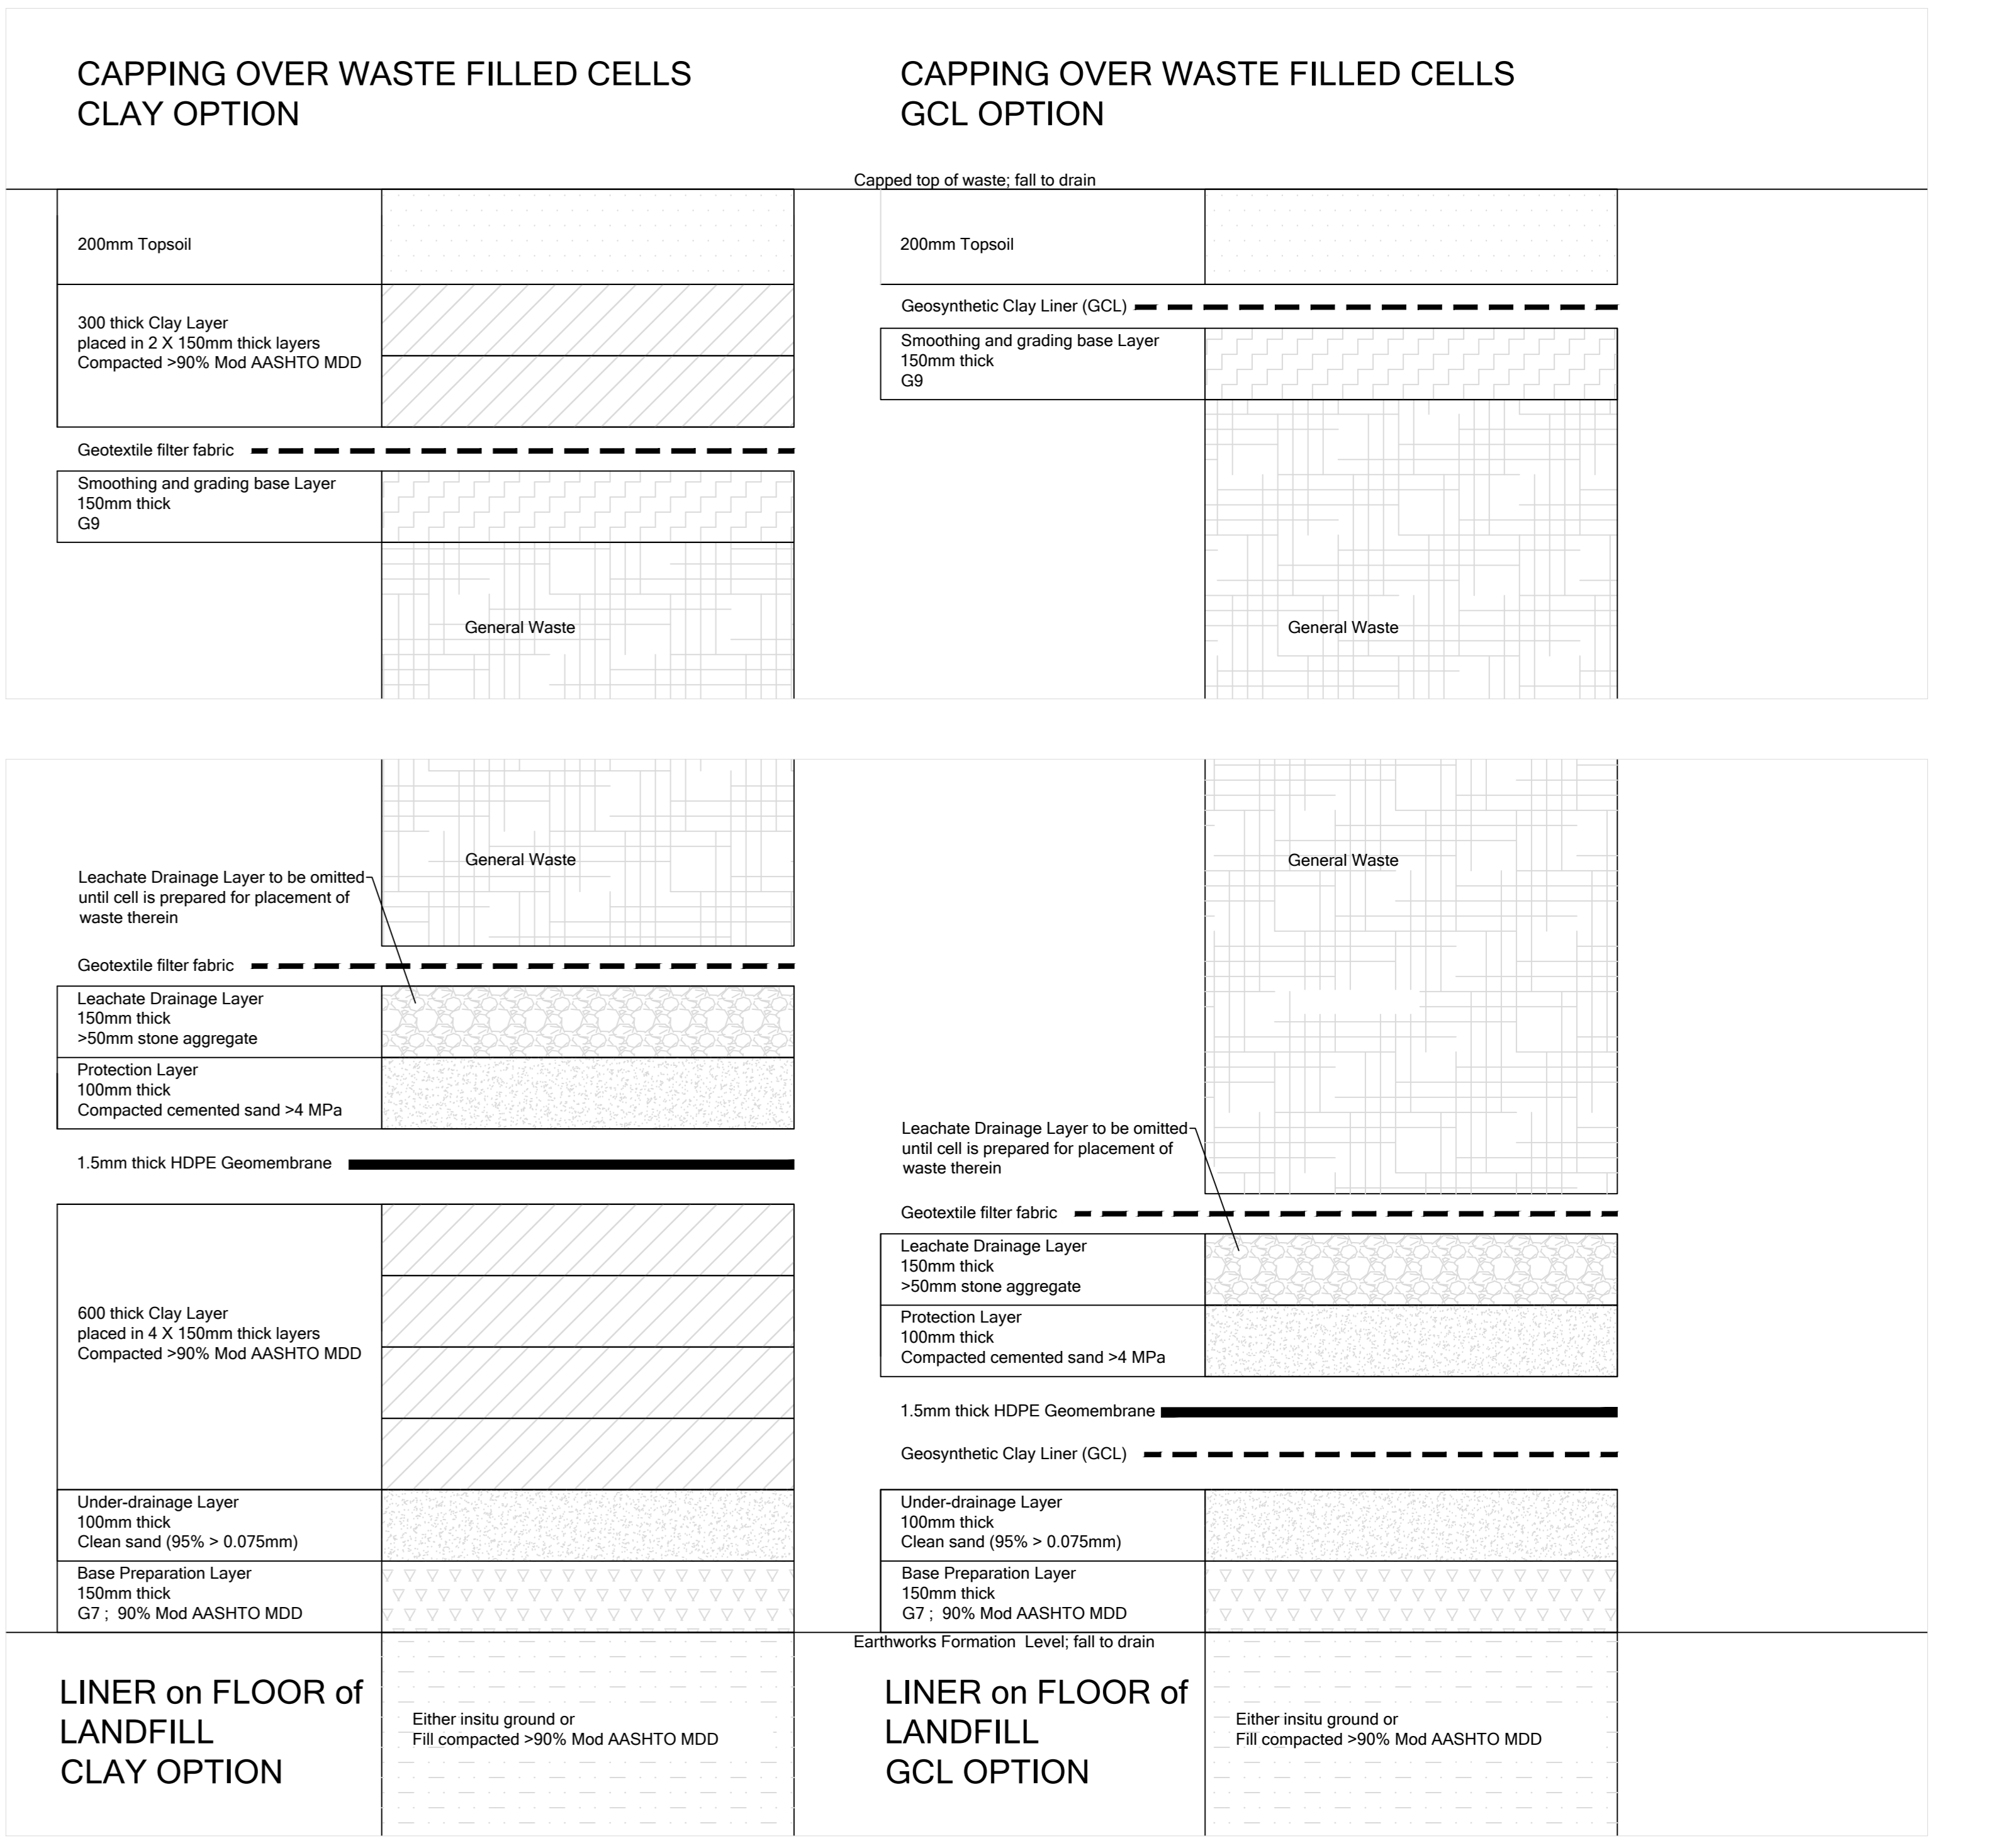 CAPPING OVER WASTE FILLED CELLS
CLAY OPTION
CAPPING OVER WASTE FILLED CELLS
GCL OPTION
Capped top of waste; fall to drain
200mm Topsoil
300 thick Clay Layer
placed in 2 X 150mm thick layers
Compacted >90% Mod AASHTO MDD
Geotextile filter fabric
Smoothing and grading base Layer
150mm thick
G9
General Waste
200mm Topsoil
Geosynthetic Clay Liner (GCL)
Smoothing and grading base Layer
150mm thick
G9
General Waste
General Waste
Leachate Drainage Layer to be omitted
until cell is prepared for placement of
waste therein
Geotextile filter fabric
Leachate Drainage Layer
150mm thick
>50mm stone aggregate
Protection Layer
100mm thick
Compacted cemented sand >4 MPa
1.5mm thick HDPE Geomembrane
600 thick Clay Layer
placed in 4 X 150mm thick layers
Compacted >90% Mod AASHTO MDD
Under-drainage Layer
100mm thick
Clean sand (95% > 0.075mm)
Base Preparation Layer
150mm thick
G7 ; 90% Mod AASHTO MDD
General Waste
Leachate Drainage Layer to be omitted
until cell is prepared for placement of
waste therein
Geotextile filter fabric
Leachate Drainage Layer
150mm thick
>50mm stone aggregate
Protection Layer
100mm thick
Compacted cemented sand >4 MPa
1.5mm thick HDPE Geomembrane
Geosynthetic Clay Liner (GCL)
Under-drainage Layer
100mm thick
Clean sand (95% > 0.075mm)
Base Preparation Layer
150mm thick
G7 ; 90% Mod AASHTO MDD
Earthworks Formation Level; fall to drain
LINER on FLOOR of
LANDFILL
CLAY OPTION
Either insitu ground or
Fill compacted >90% Mod AASHTO MDD
LINER on FLOOR of
LANDFILL
GCL OPTION
Either insitu ground or
Fill compacted >90% Mod AASHTO MDD